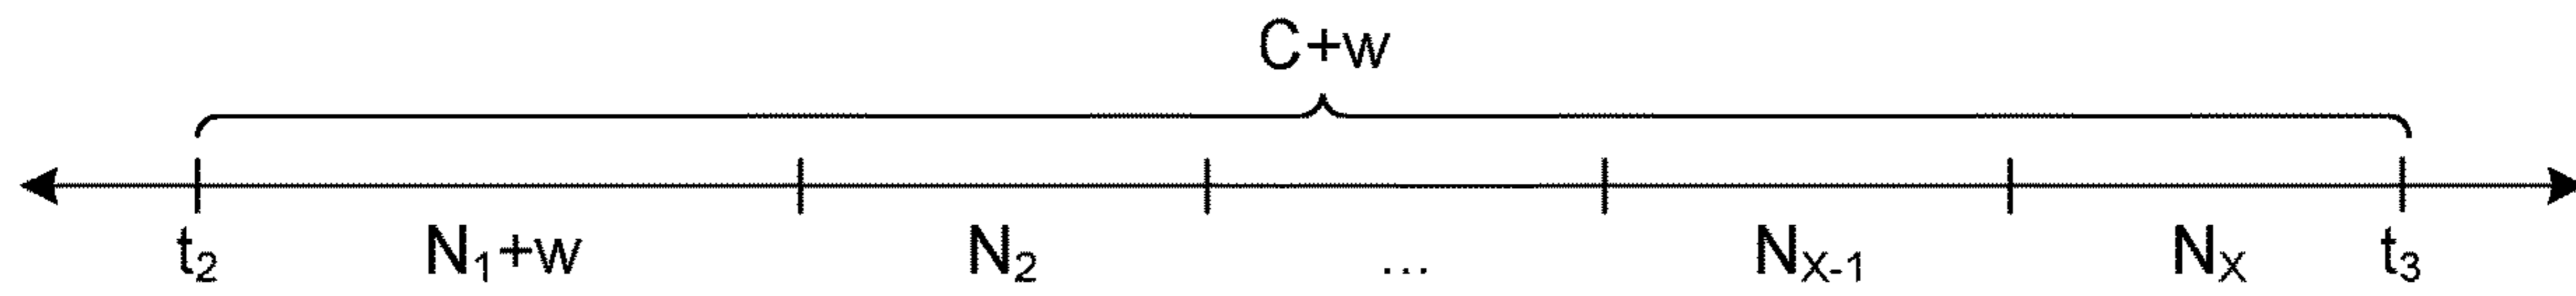 C+w
t₂ N₁+w N₂ ... Nₓ₋₁ Nₓ t₃